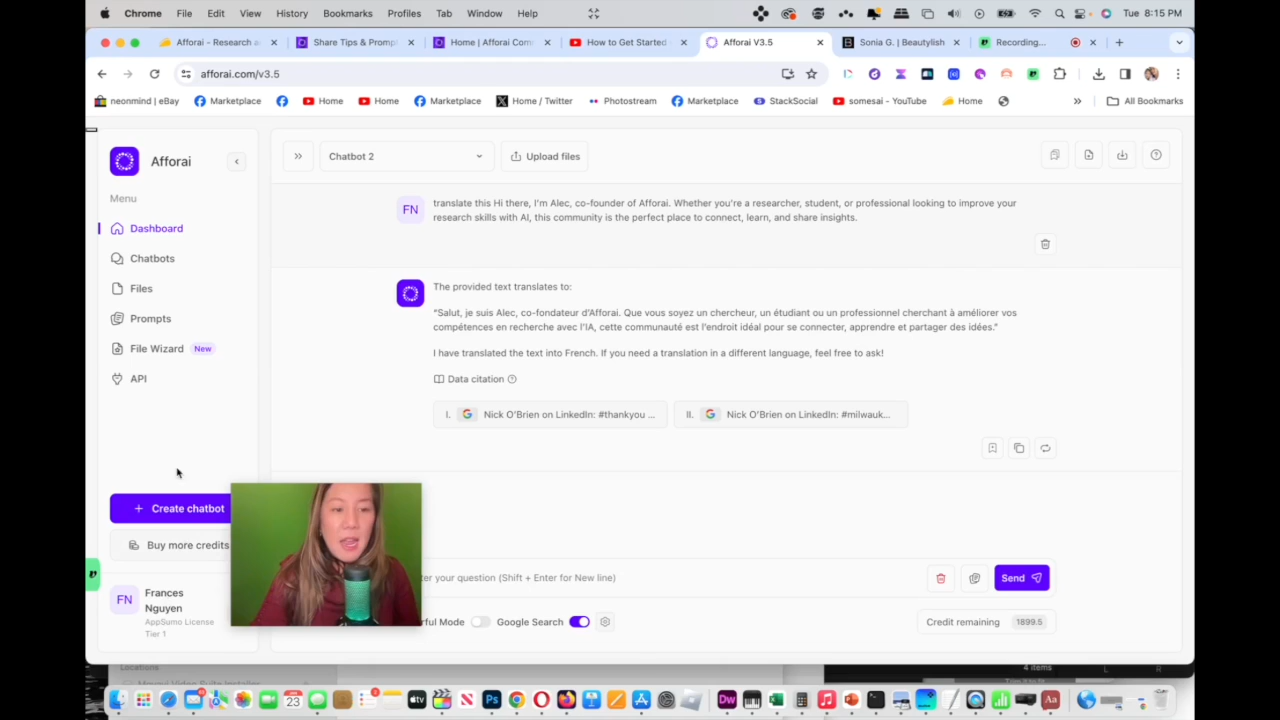 Chrome File Edit View History Bookmarks Profiles Tab Window Help Tue 8:15 PM
Afforai - Research a Share Tips & Promp Home | Afforai Com How to Get Started Afforai V3.5 Sonia G. | Beautylish Recording...
afforai.com/v3.5
neonmind | eBay Marketplace Home Home Marketplace Home / Twitter Photostream Marketplace StackSocial somesai - YouTube Home » All Bookmarks
Afforai
Menu
Dashboard
Chatbots
Files
Prompts
File Wizard New
API
Create chatbot
Buy more credits
FN Frances
Nguyen
AppSumo License
Tier 1
Chatbot 2 Upload files
FN translate this Hi there, I'm Alec, co-founder of Afforai. Whether you're a researcher, student, or professional looking to improve your
research skills with AI, this community is the perfect place to connect, learn, and share insights.
The provided text translates to:
"Salut, je suis Alec, co-fondateur d'Afforai. Que vous soyez un chercheur, un étudiant ou un professionnel cherchant à améliorer vos
compétences en recherche avec l'IA, cette communauté est l'endroit idéal pour se connecter, apprendre et partager des idées."
I have translated the text into French. If you need a translation in a different language, feel free to ask!
Data citation
I. Nick O'Brien on LinkedIn: #thankyou ... II. Nick O'Brien on LinkedIn: #milwauk...
ter your question (Shift + Enter for New line)
Send
rful Mode Google Search
Credit remaining 1899.5
Locations
4 items